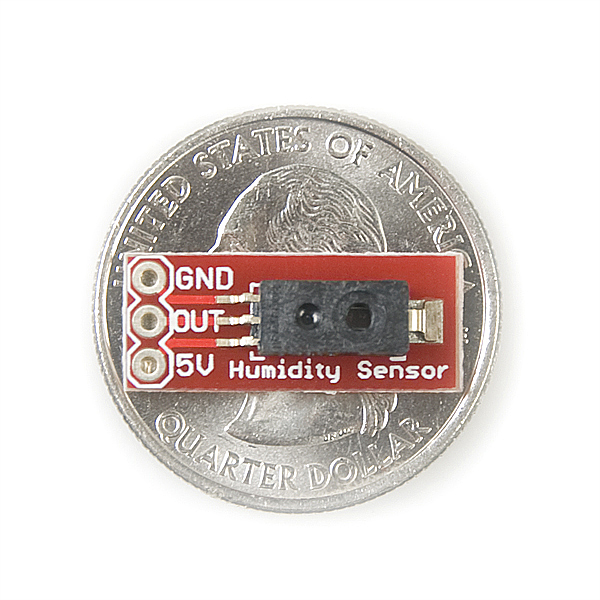 UNITED STATES OF AMERICA
GND
OUT
5V
Humidity Sensor
QUARTER DOLLAR